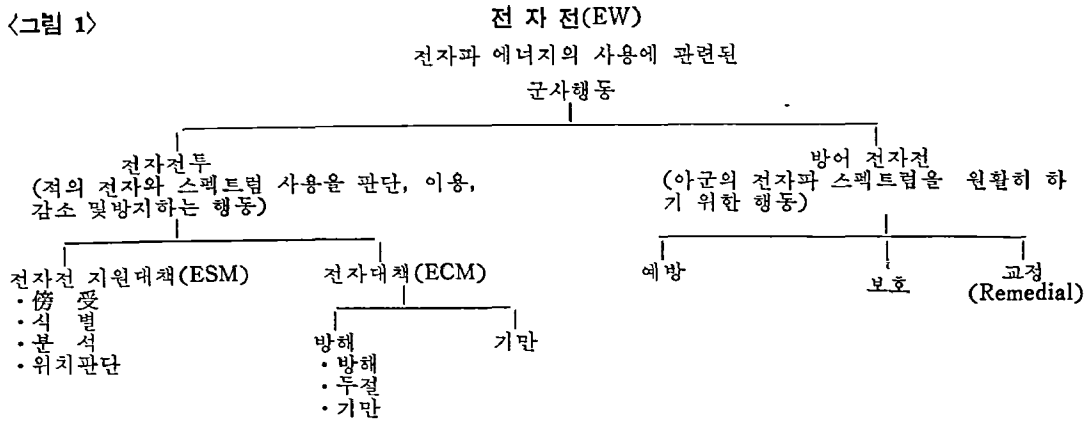 〈그림 1〉
전 자 전(EW)
전자파 에너지의 사용에 관련된
군사행동
전자전투
(적의 전자와 스펙트럼 사용을 판단, 이용,
감소 및방지하는 행동)
방어 전자전
(아군의 전자파 스펙트럼을 원활히 하
기 위한 행동)
전자전 지원대책(ESM)
・傍 受
・식 별
・분 석
・위치판단
전자대책(ECM)
방해
・방해
・두절
・기만
기만
예방
보호
교정
(Remedial)